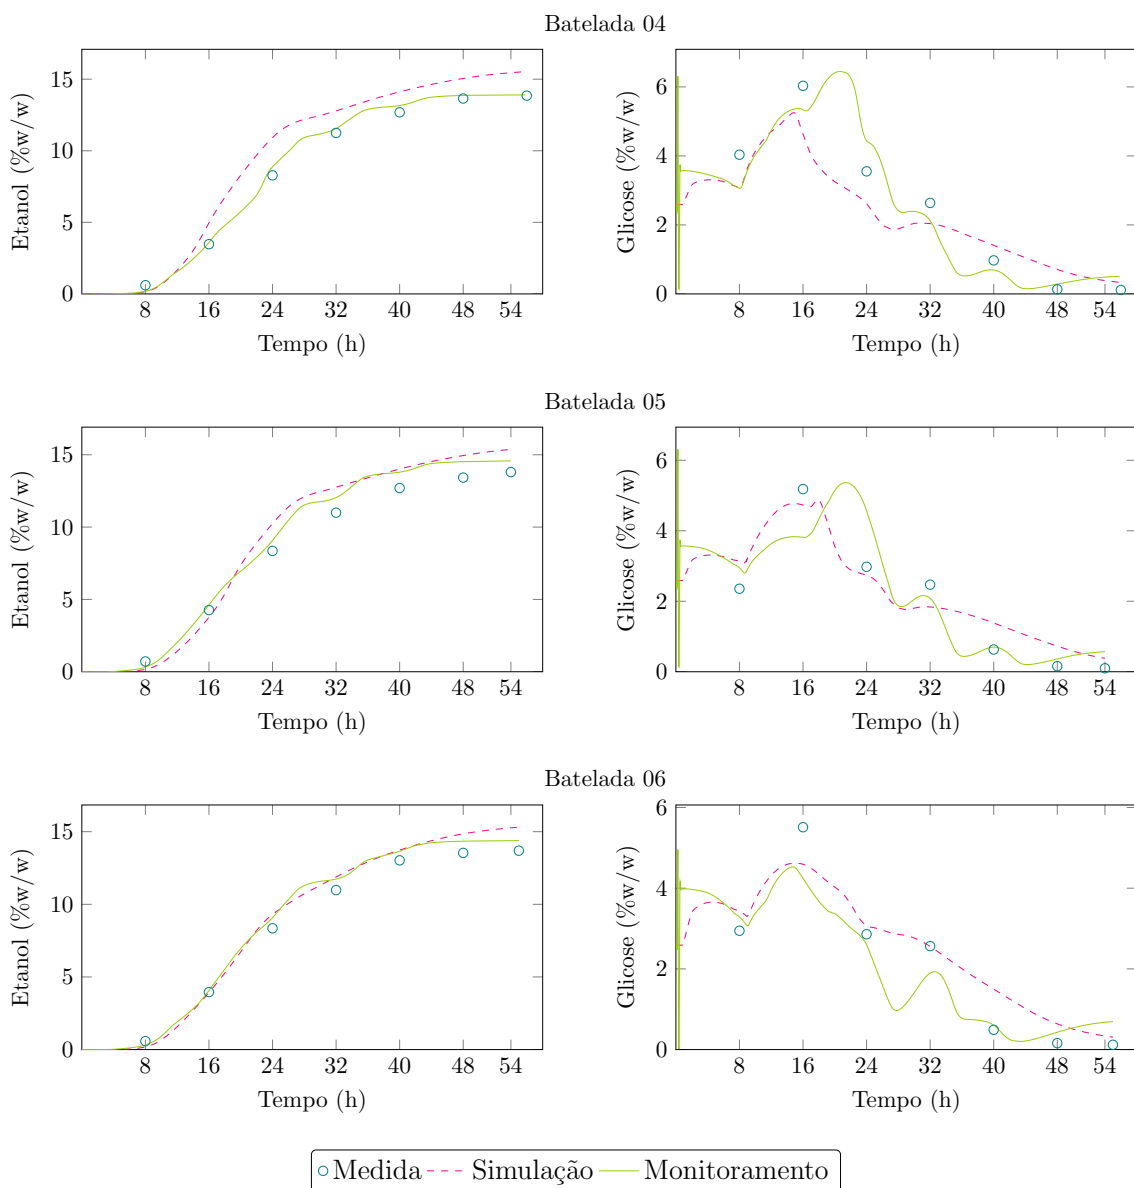 Batelada 04
Etanol (%w/w)
15
10
5
0
8 16 24 32 40 48 54
Tempo (h)
Glicose (%w/w)
6
4
2
0
8 16 24 32 40 48 54
Tempo (h)
Batelada 05
Etanol (%w/w)
15
10
5
0
8 16 24 32 40 48 54
Tempo (h)
Glicose (%w/w)
6
4
2
0
8 16 24 32 40 48 54
Tempo (h)
Batelada 06
Etanol (%w/w)
15
10
5
0
8 16 24 32 40 48 54
Tempo (h)
Glicose (%w/w)
6
4
2
0
8 16 24 32 40 48 54
Tempo (h)
Medida Simulação Monitoramento